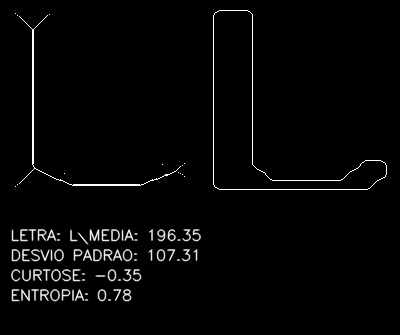 LETRA: L\MEDIA: 196.35
DESVIO PADRAO: 107.31
CURTOSE: -0.35
ENTROPIA: 0.78